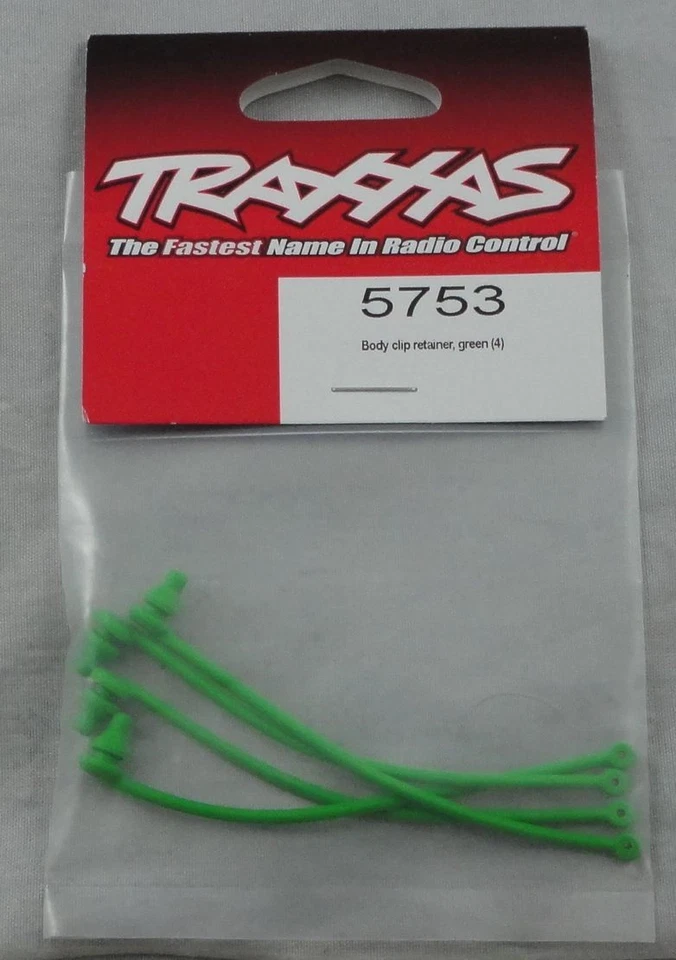 TRAXXAS
The Fastest Name In Radio Control
5753
Body clip retainer, green (4)